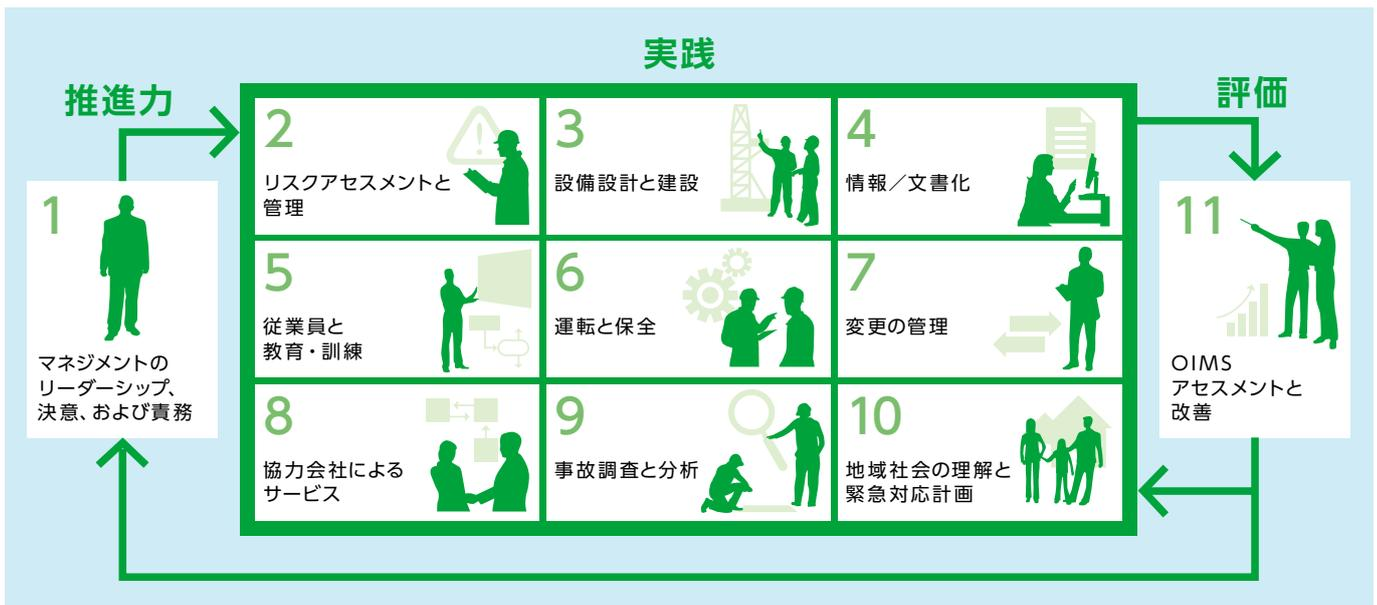 実践
推進力
評価
1
マネジメントの
リーダーシップ、
決意、および責務
2
リスクアセスメントと
管理
3
設備設計と建設
4
情報／文書化
5
従業員と
教育・訓練
6
運転と保全
7
変更の管理
8
協力会社による
サービス
9
事故調査と分析
10
地域社会の理解と
緊急対応計画
11
OIMS
アセスメントと
改善